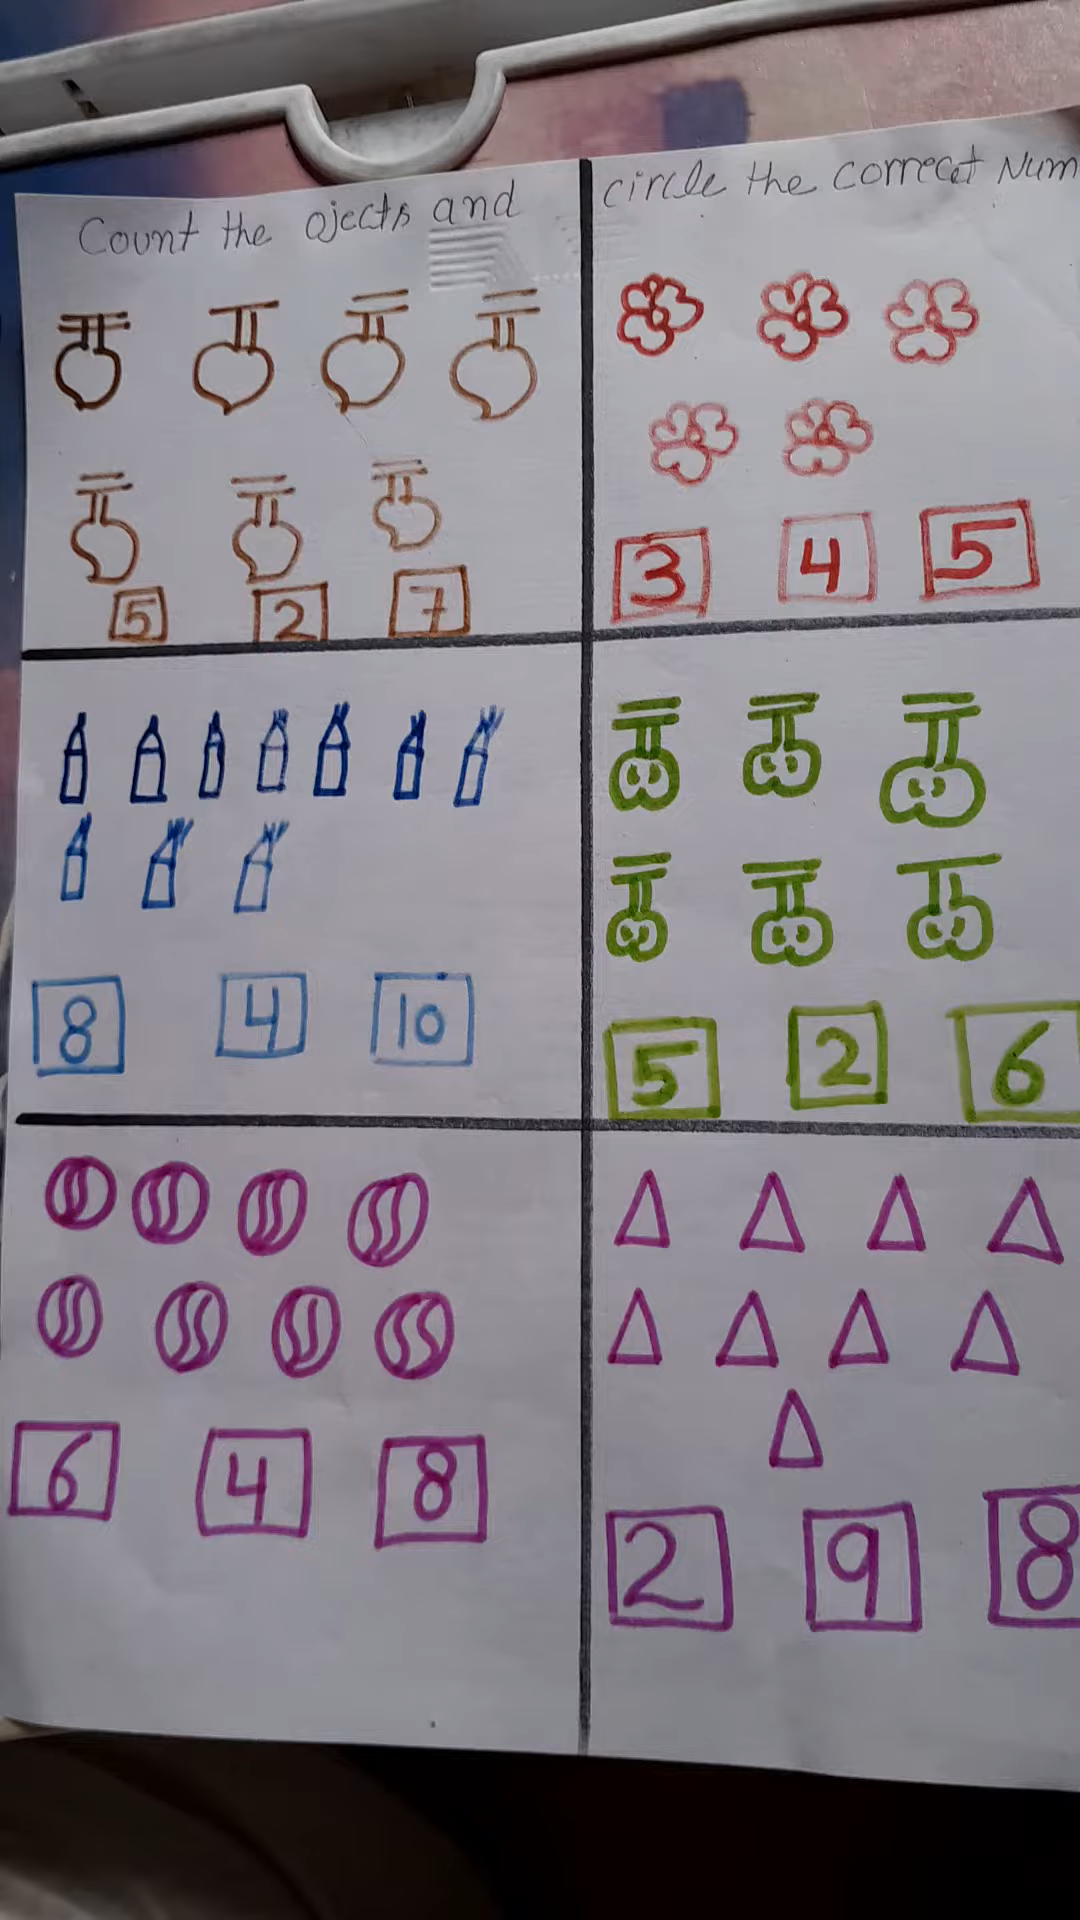 Count the ojects and
circle the correcet Num
5 2 7
3 4 5
8 4 10
5 2 6
6 4 8
2 9 8